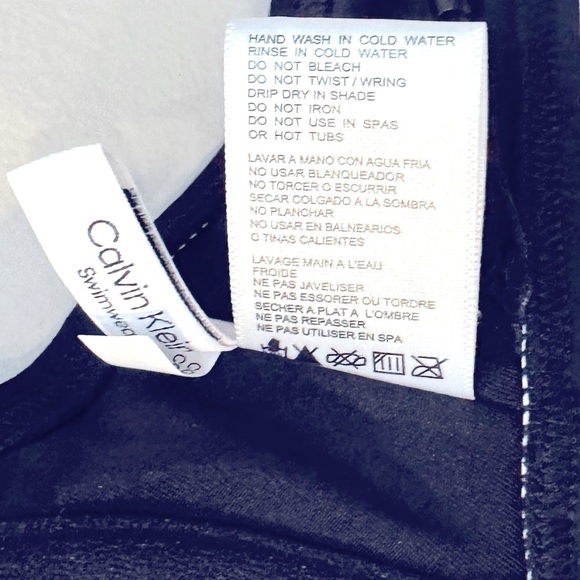 HAND WASH IN COLD WATER
RINSE IN COLD WATER
DO NOT BLEACH
DO NOT TWIST / WRING
DRIP DRY IN SHADE
DO NOT IRON
DO NOT USE IN SPAS
OR HOT TUBS
LAVAR A MANO CON AGUA FRIA
NO USAR BLANQUEADOR
NO TORCER O ESCURRIR
SECAR COLGADO A LA SOMBRA
NO PLANCHAR
NO USAR EN BALNEARIOS
O TINAS CALIENTES
LAVAGE MAIN A L'EAU
FROIDE
NE PAS JAVELISER
NE PAS ESSORER OU TORDRE
SECHER A PLAT A L'OMBRE
NE PAS REPASSER
NE PAS UTILISER EN SPA
Calvin Klein